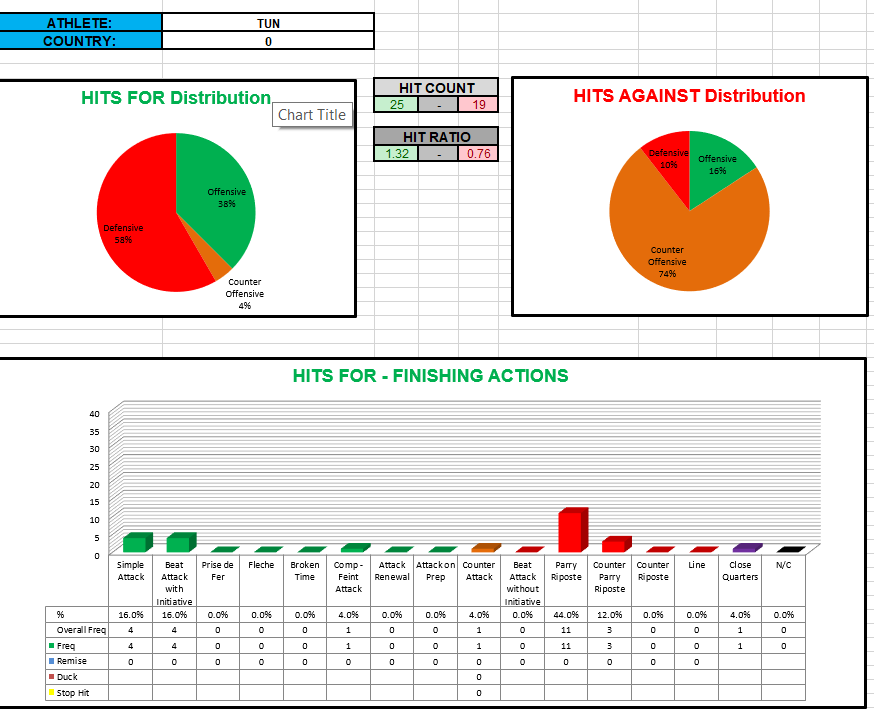 ATHLETE: TUN
COUNTRY: 0
HITS FOR Distribution
Chart Title
Offensive
38%
Defensive
58%
Counter
Offensive
4%
HIT COUNT
25 - 19
HIT RATIO
1.32 - 0.76
HITS AGAINST Distribution
Defensive
10%
Offensive
16%
Counter
Offensive
74%
HITS FOR - FINISHING ACTIONS
40
35
30
25
20
15
10
5
0
Simple Attack Beat Attack with Initiative Prise de Fer Fleche Broken Time Comp - Feint Attack Attack Renewal Attack on Prep Counter Attack Beat Attack without Initiative Parry Riposte Counter Parry Riposte Counter Riposte Line Close Quarters N/C
% 16.0% 16.0% 0.0% 0.0% 0.0% 4.0% 0.0% 0.0% 4.0% 0.0% 44.0% 12.0% 0.0% 0.0% 4.0% 0.0%
Overall Freq 4 4 0 0 0 1 0 0 1 0 11 3 0 0 1 0
Freq 4 4 0 0 0 1 0 0 1 0 11 3 0 0 1 0
Remise 0 0 0 0 0 0 0 0 0 0 0 0 0 0
Duck 0
Stop Hit 0